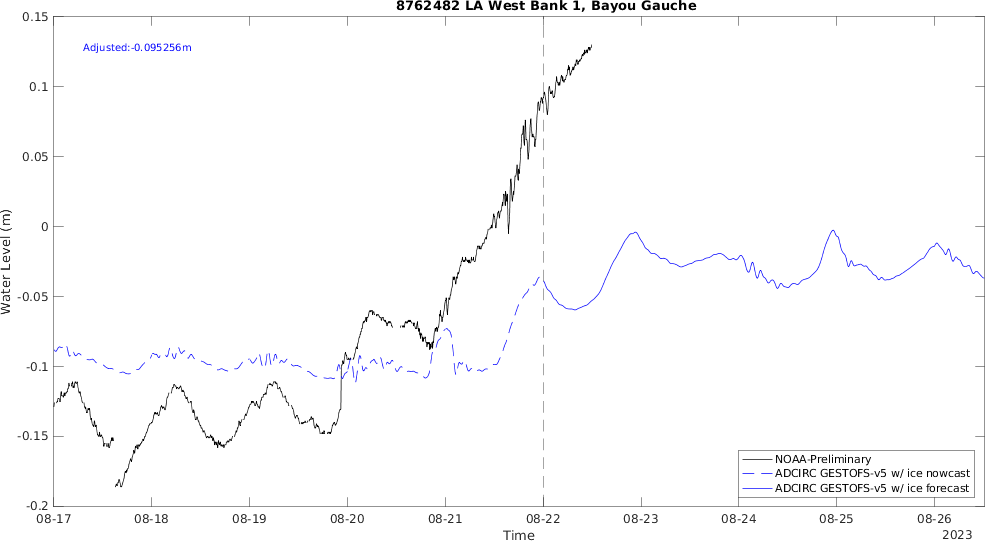 8762482 LA West Bank 1, Bayou Gauche
Adjusted:-0.095256m
0.15
0.1
0.05
0
-0.05
-0.1
-0.15
-0.2
Water Level (m)
NOAA-Preliminary
ADCIRC GESTOFS-v5 w/ ice nowcast
ADCIRC GESTOFS-v5 w/ ice forecast
08-17 08-18 08-19 08-20 08-21 08-22 08-23 08-24 08-25 08-26
Time
2023